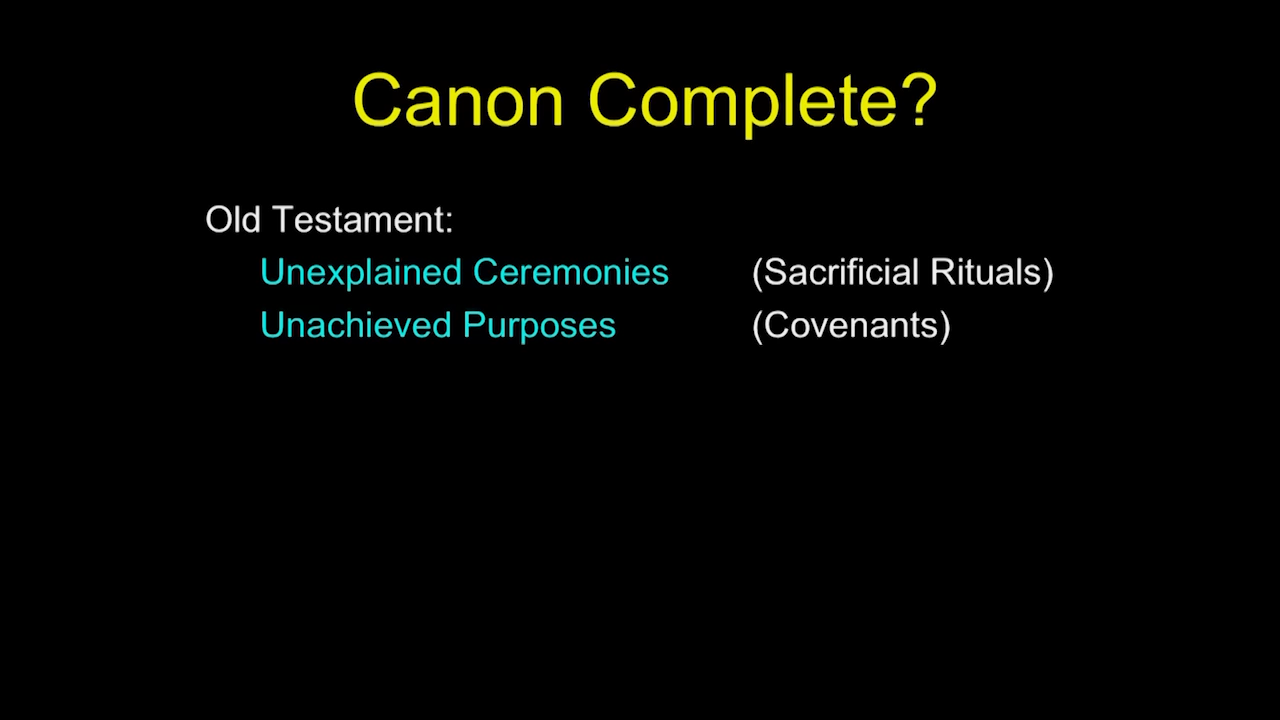 Canon Complete?
Old Testament:
Unexplained Ceremonies (Sacrificial Rituals)
Unachieved Purposes (Covenants)